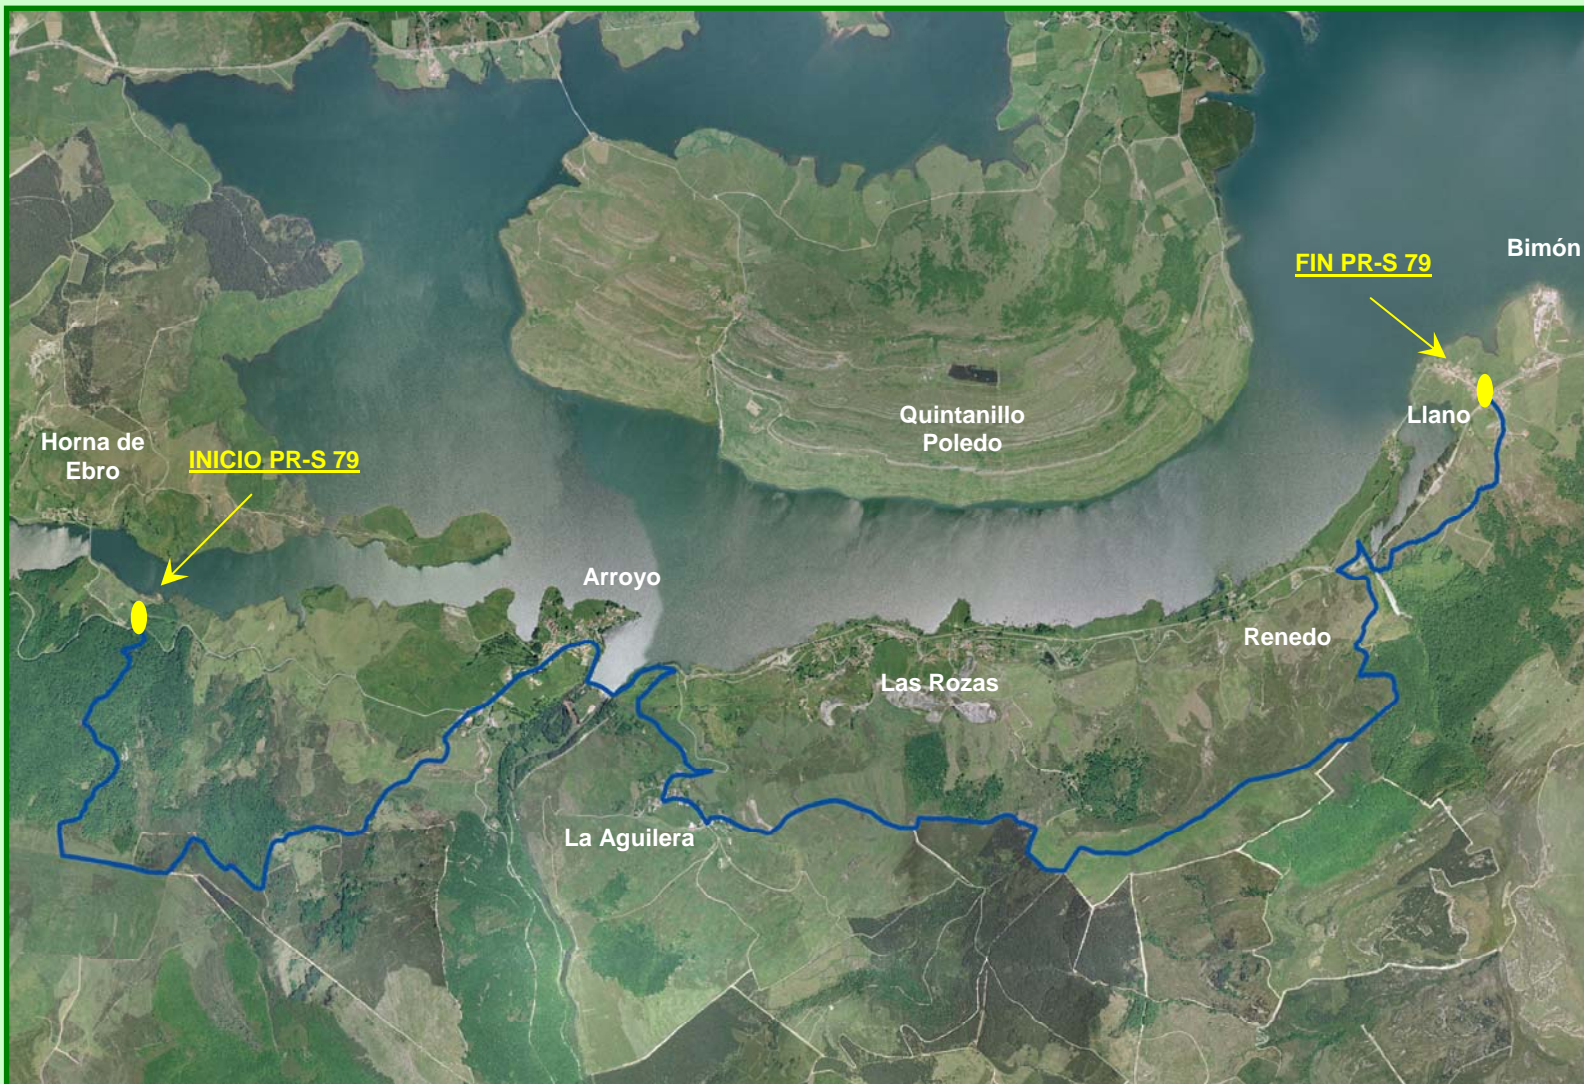 Bimón
FIN PR-S 79
Quintanillo
Poledo
Llano
Horna de
Ebro
INICIO PR-S 79
Arroyo
Renedo
Las Rozas
La Aguilera